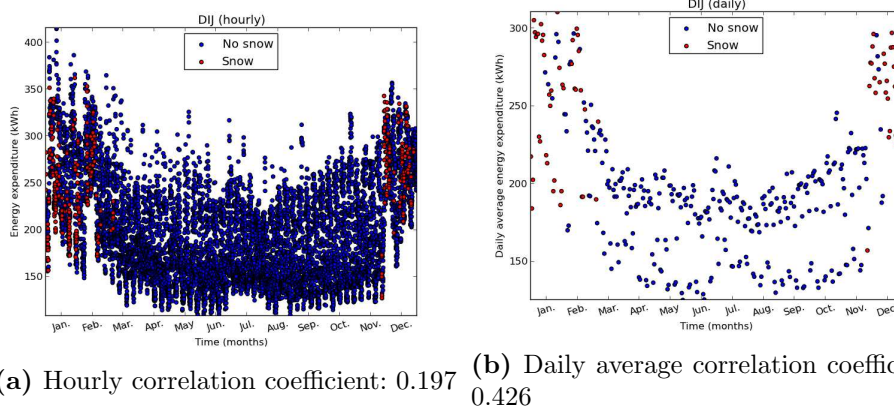 DIJ (hourly)
No snow
Snow
Energy expenditure (kWh)
400
350
300
250
200
150
Jan. Feb. Mar. Apr. May Jun. Jul. Aug. Sep. Oct. Nov. Dec.
Time (months)
(a) Hourly correlation coefficient: 0.197
DIJ (daily)
No snow
Snow
Daily average energy expenditure (kWh)
300
250
200
150
Jan. Feb. Mar. Apr. May Jun. Jul. Aug. Sep. Oct. Nov. Dec
Time (months)
(b) Daily average correlation coeffic
0.426